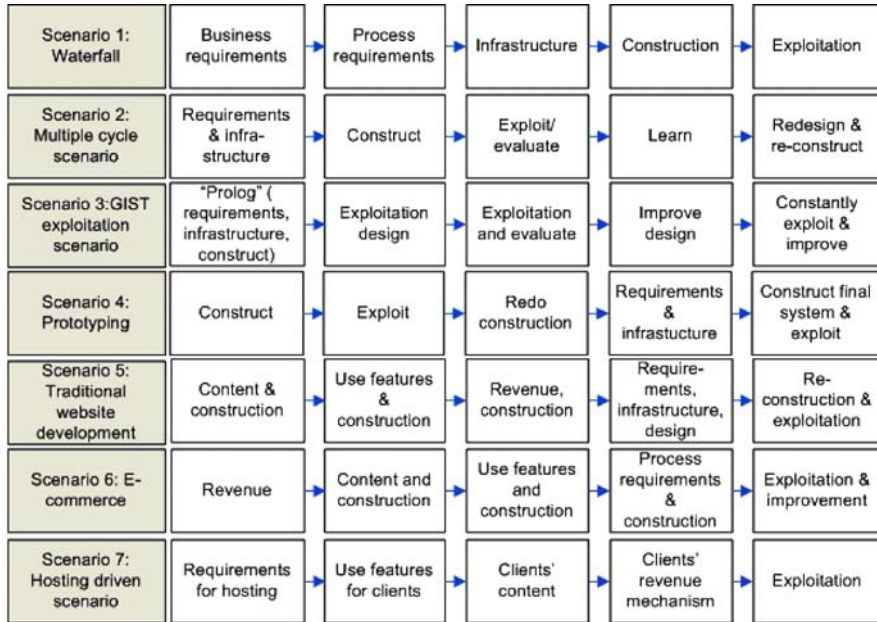 Scenario 1:
Waterfall
Business
requirements
Process
requirements
Infrastructure
Construction
Exploitation
Scenario 2:
Multiple cycle
scenario
Requirements
& infra-
structure
Construct
Exploit/
evaluate
Learn
Redesign &
re-construct
Scenario 3:GIST
exploitation
scenario
“Prolog” (
requirements,
infrastructure,
construct)
Exploitation
design
Exploitation
and evaluate
Improve
design
Constantly
exploit &
improve
Scenario 4:
Prototyping
Construct
Exploit
Redo
construction
Requirements
&
infrastucture
Construct final
system &
exploit
Scenario 5:
Traditional
website
development
Content &
construction
Use features
&
construction
Revenue,
construction
Require-
ments,
infrastructure,
design
Re-
construction &
exploitation
Scenario 6: E-
commerce
Revenue
Content and
construction
Use features
and
construction
Process
requirements
&
construction
Exploitation &
improvement
Scenario 7:
Hosting driven
scenario
Requirements
for hosting
Use features
for clients
Clients’
content
Clients’
revenue
mechanism
Exploitation